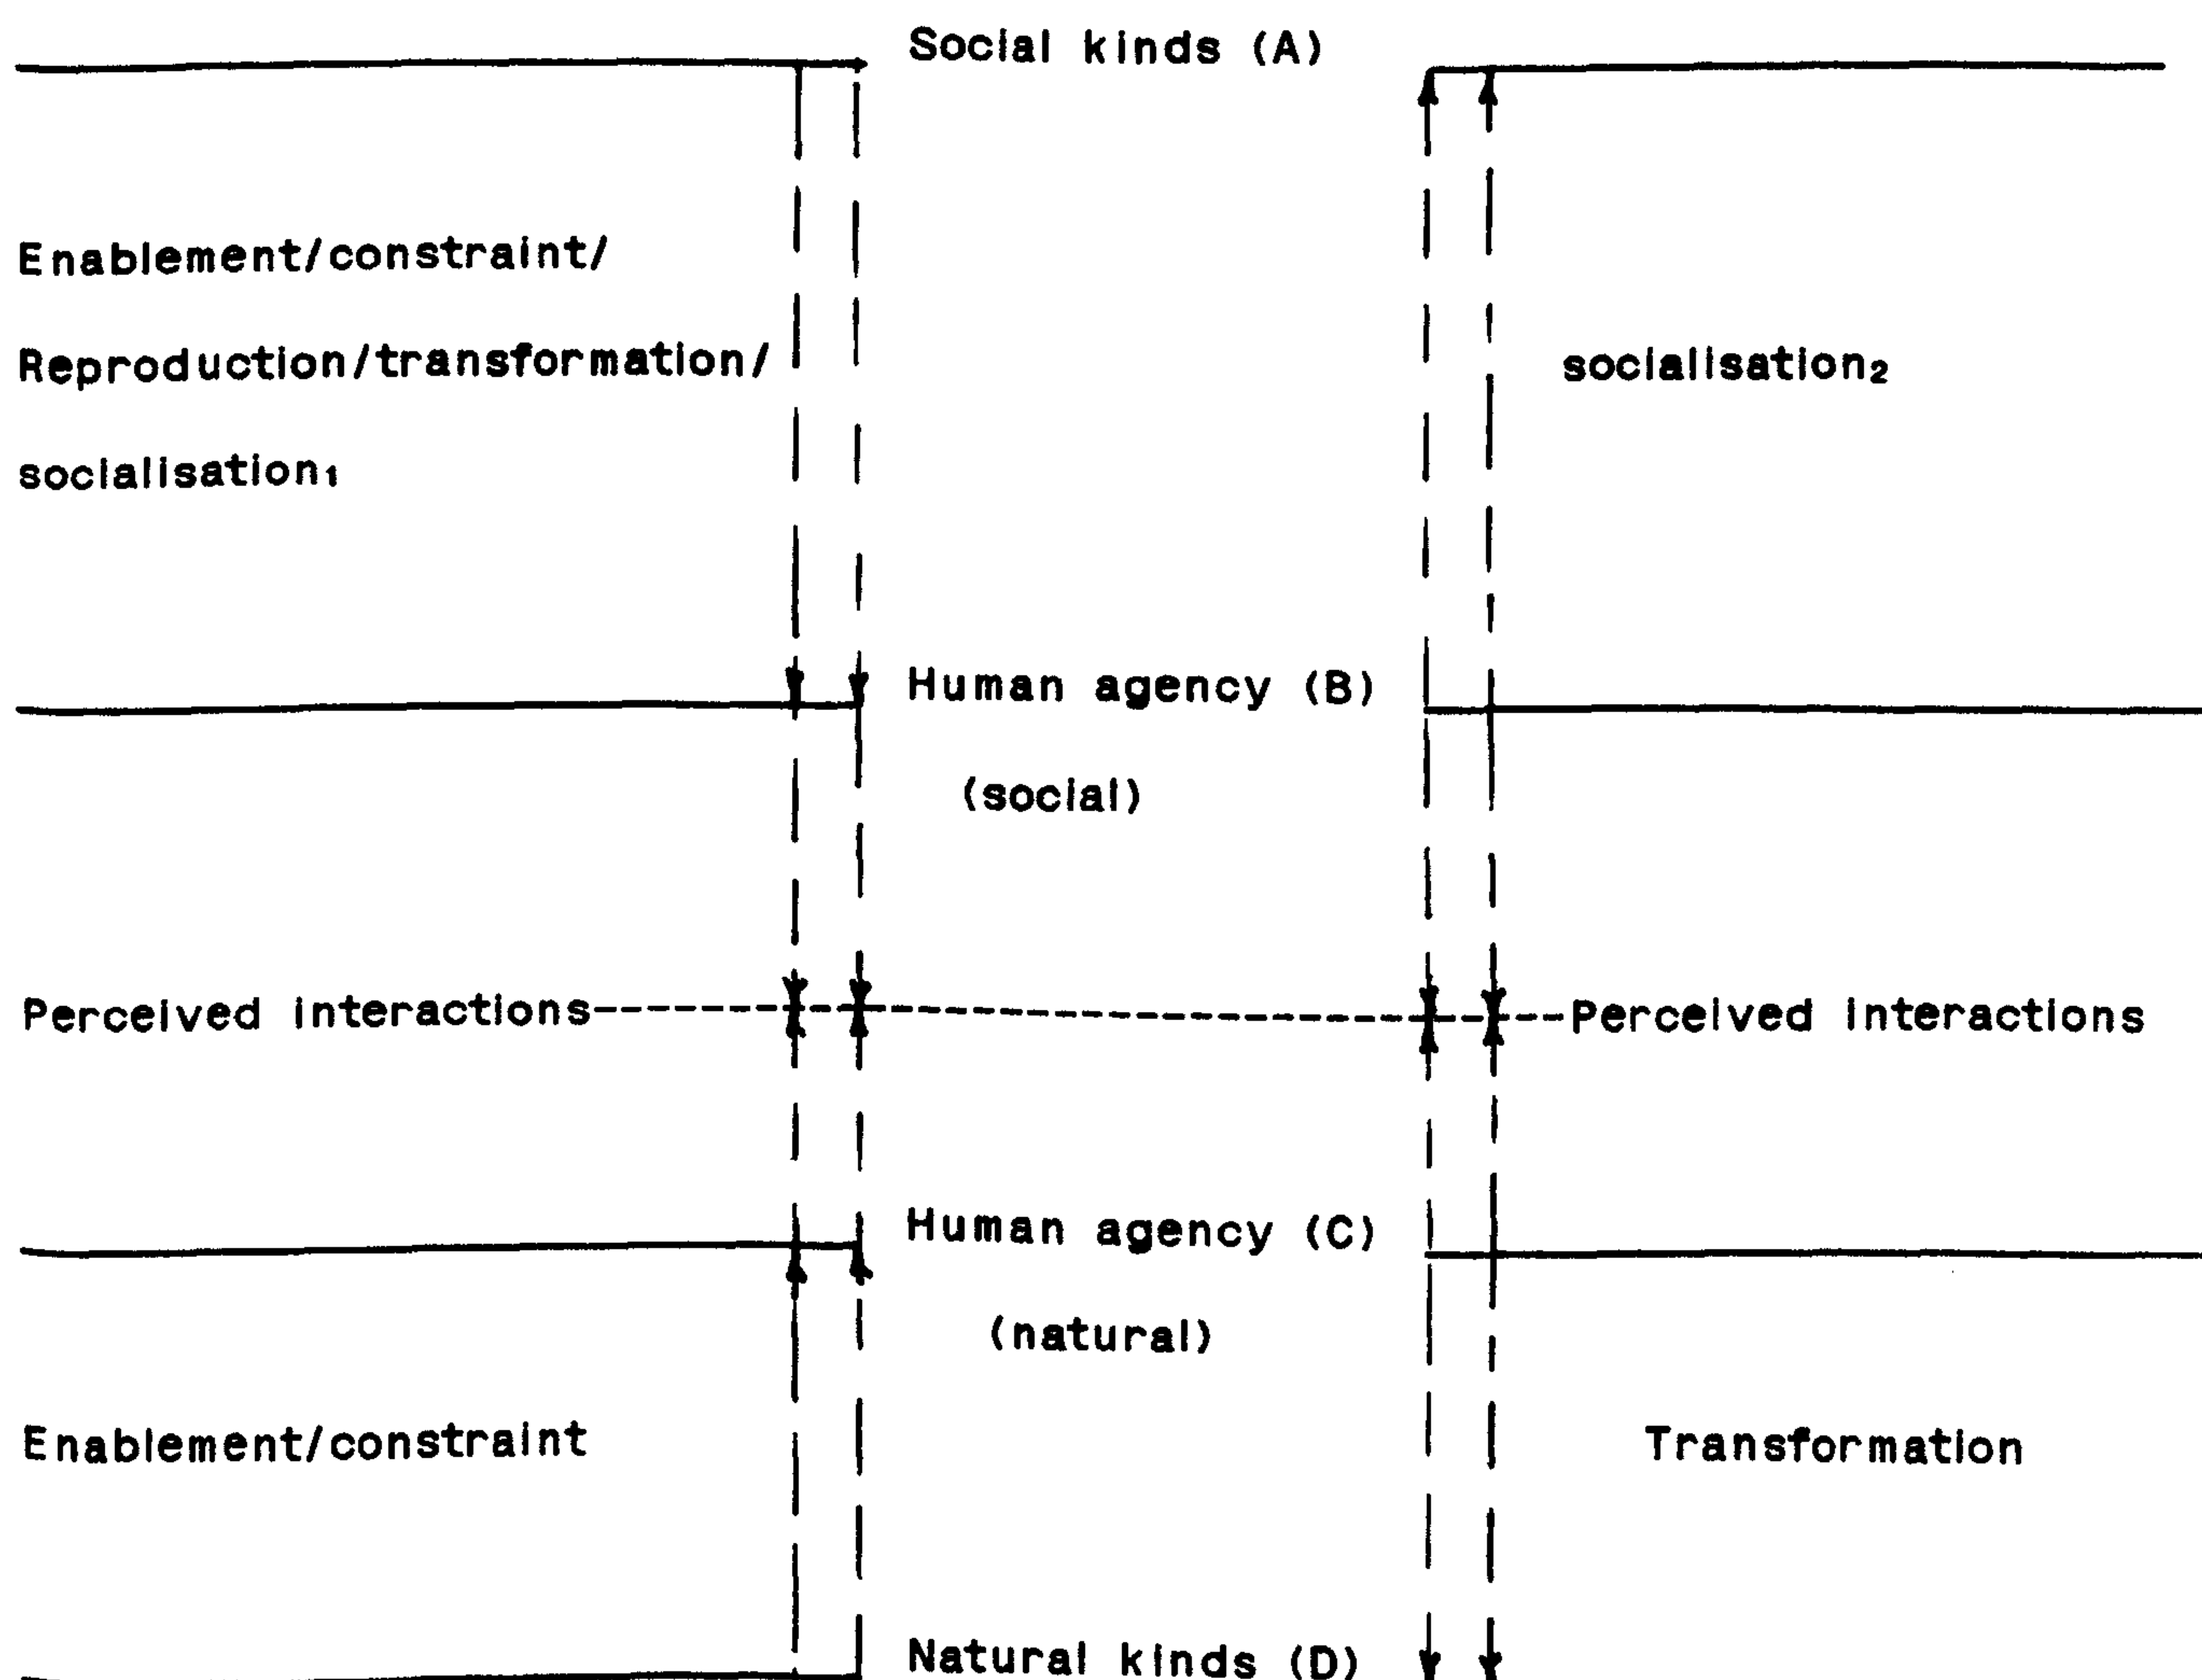 Social kinds (A)
Enablement/constraint/
Reproduction/transformation/
socialisation₁
socialisation₂
Human agency (B)
(social)
Perceived interactions
Perceived interactions
Human agency (C)
(natural)
Enablement/constraint
Transformation
Natural kinds (D)